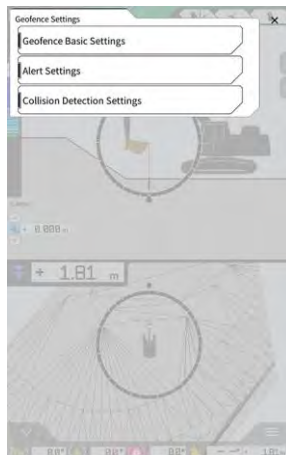 Geofence Settings
×
Geofence Basic Settings
Alert Settings
Collision Detection Settings
0.000
+ 1.81 m